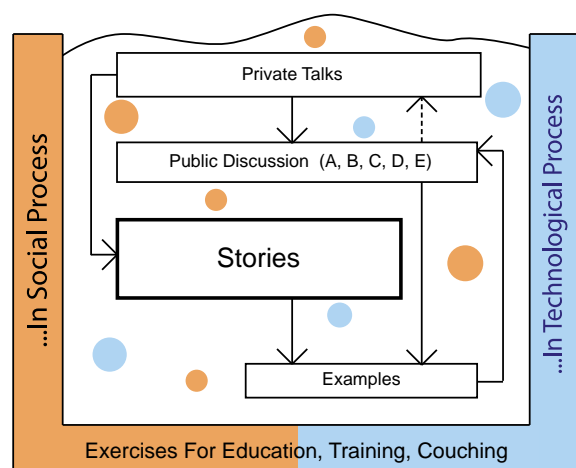 Private Talks
Public Discussion (A, B, C, D, E)
Stories
Examples
...In Social Process
...In Technological Process
Exercises For Education, Training, Couching